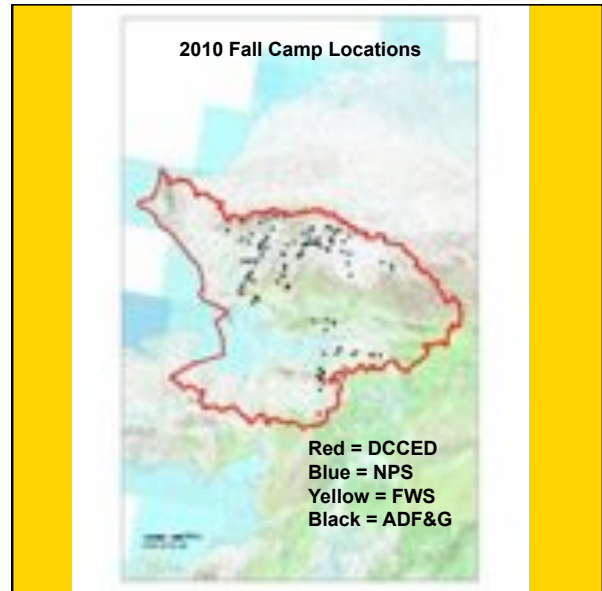 2010 Fall Camp Locations
Red = DCCED
Blue = NPS
Yellow = FWS
Black = ADF&G